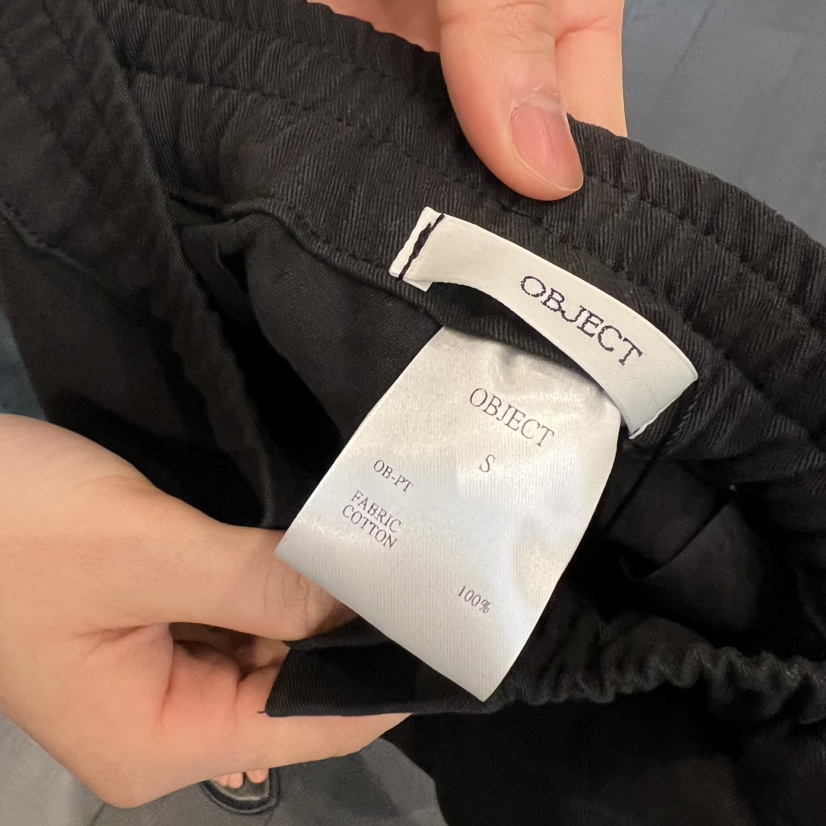 OBJECT
OBJECT
S
OB-PT
FABRIC
COTTON
100%